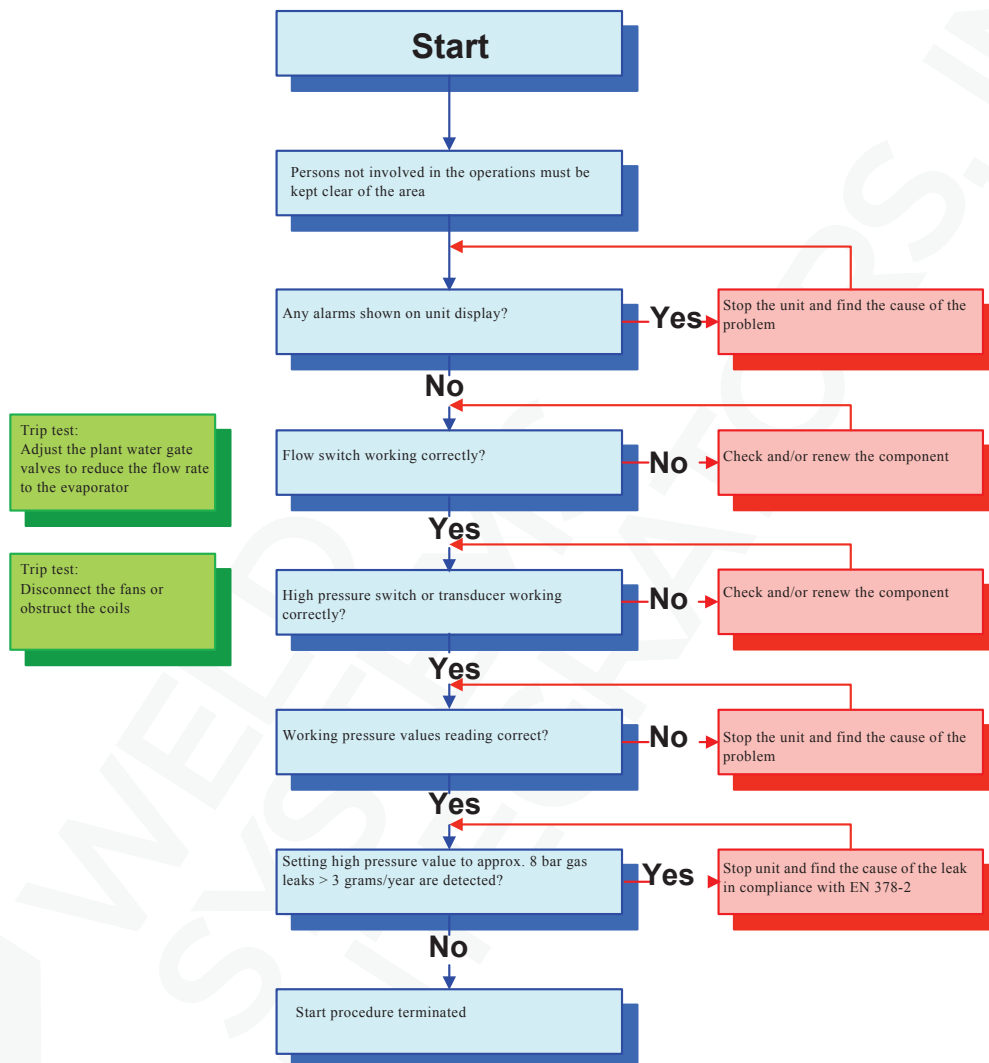 Start
Persons not involved in the operations must be
kept clear of the area
Any alarms shown on unit display?
Yes
Stop the unit and find the cause of the
problem
No
Trip test:
Adjust the plant water gate
valves to reduce the flow rate
to the evaporator
Flow switch working correctly?
No
Check and/or renew the component
Yes
Trip test:
Disconnect the fans or
obstruct the coils
High pressure switch or transducer working
correctly?
No
Check and/or renew the component
Yes
Working pressure values reading correct?
No
Stop the unit and find the cause of the
problem
Yes
Setting high pressure value to approx. 8 bar gas
leaks > 3 grams/year are detected?
Yes
Stop unit and find the cause of the leak
in compliance with EN 378-2
No
Start procedure terminated